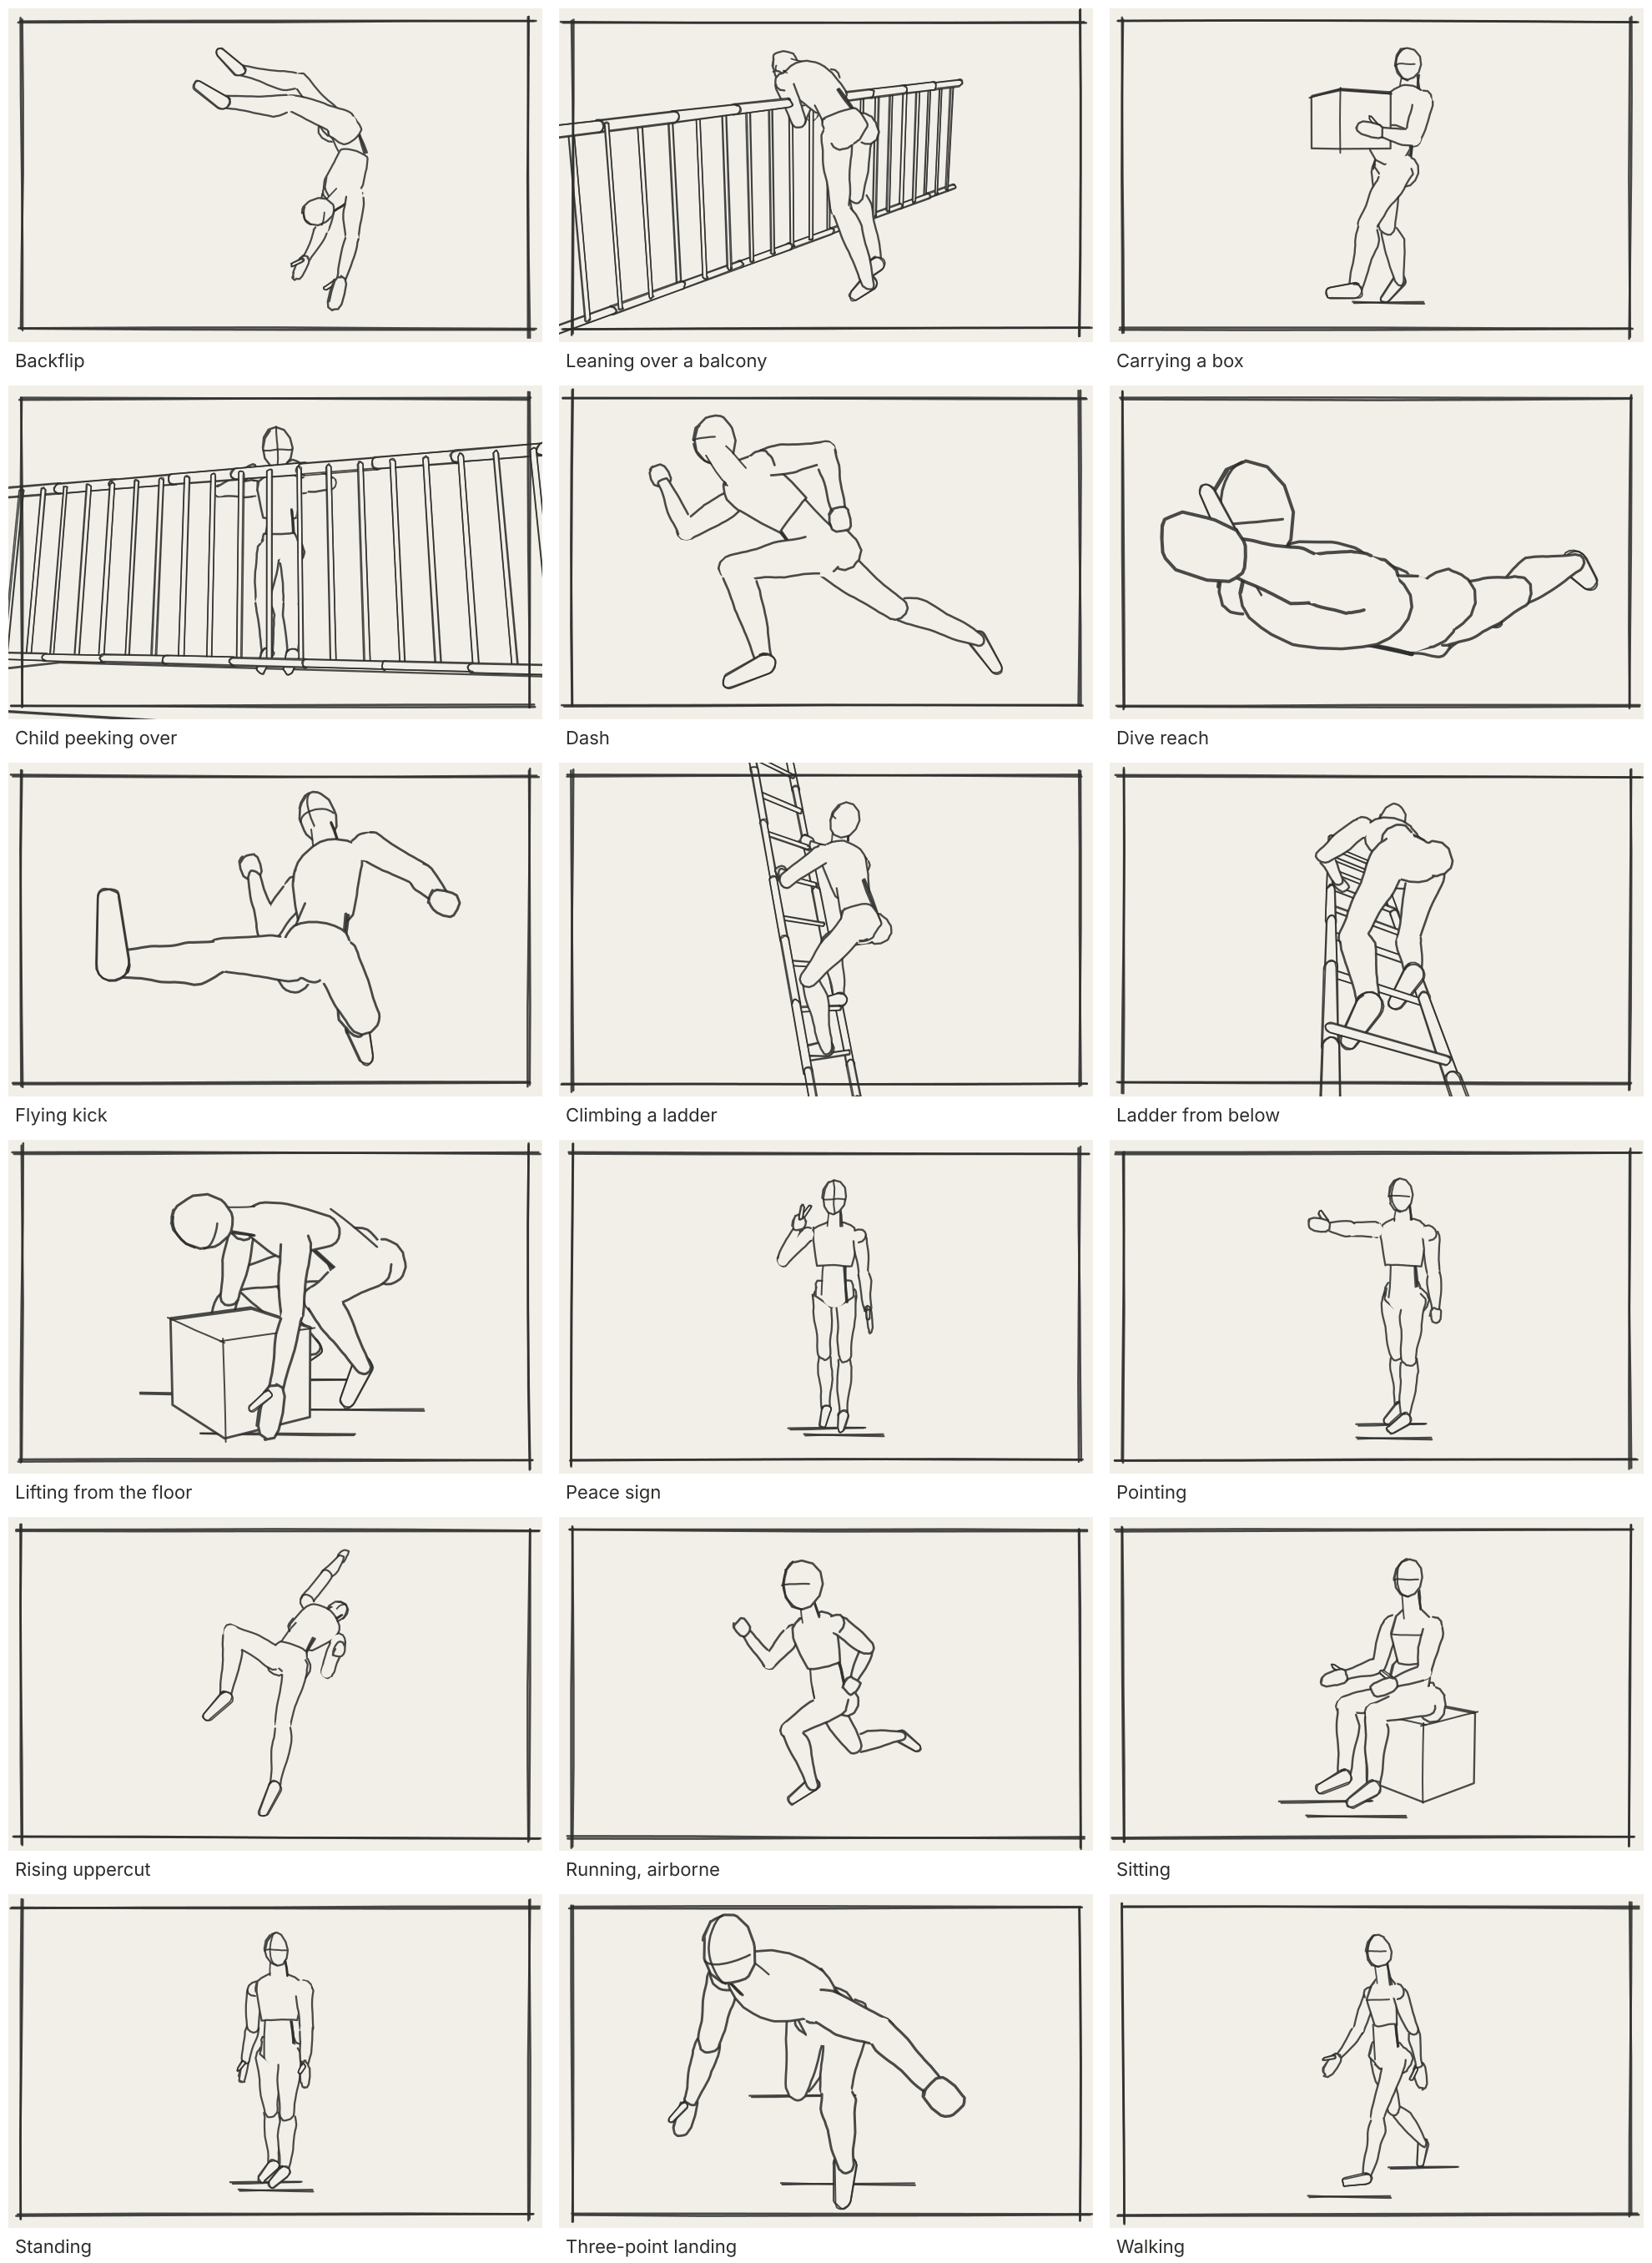 Backflip
Leaning over a balcony
Carrying a box
Child peeking over
Dash
Dive reach
Flying kick
Climbing a ladder
Ladder from below
Lifting from the floor
Peace sign
Pointing
Rising uppercut
Running, airborne
Sitting
Standing
Three-point landing
Walking